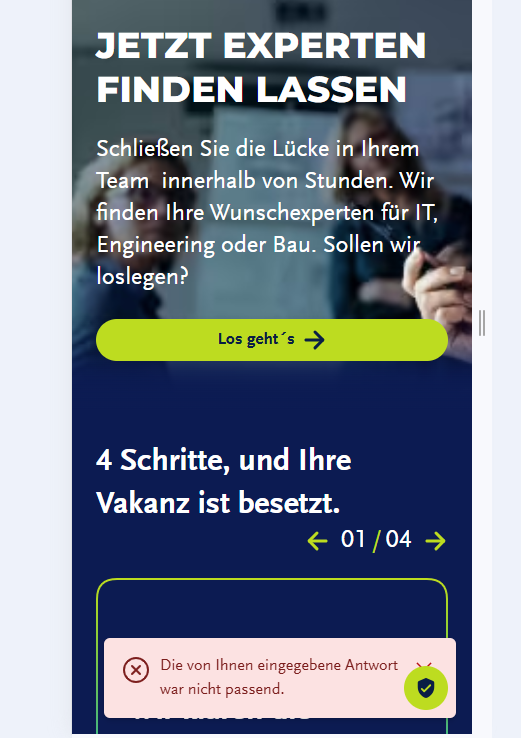 JETZT EXPERTEN
FINDEN LASSEN
Schließen Sie die Lücke in Ihrem
Team  innerhalb von Stunden. Wir
finden Ihre Wunschexperten für IT,
Engineering oder Bau. Sollen wir
loslegen?
Los geht´s
4 Schritte, und Ihre
Vakanz ist besetzt.
01 / 04
Die von Ihnen eingegebene Antwort
war nicht passend.